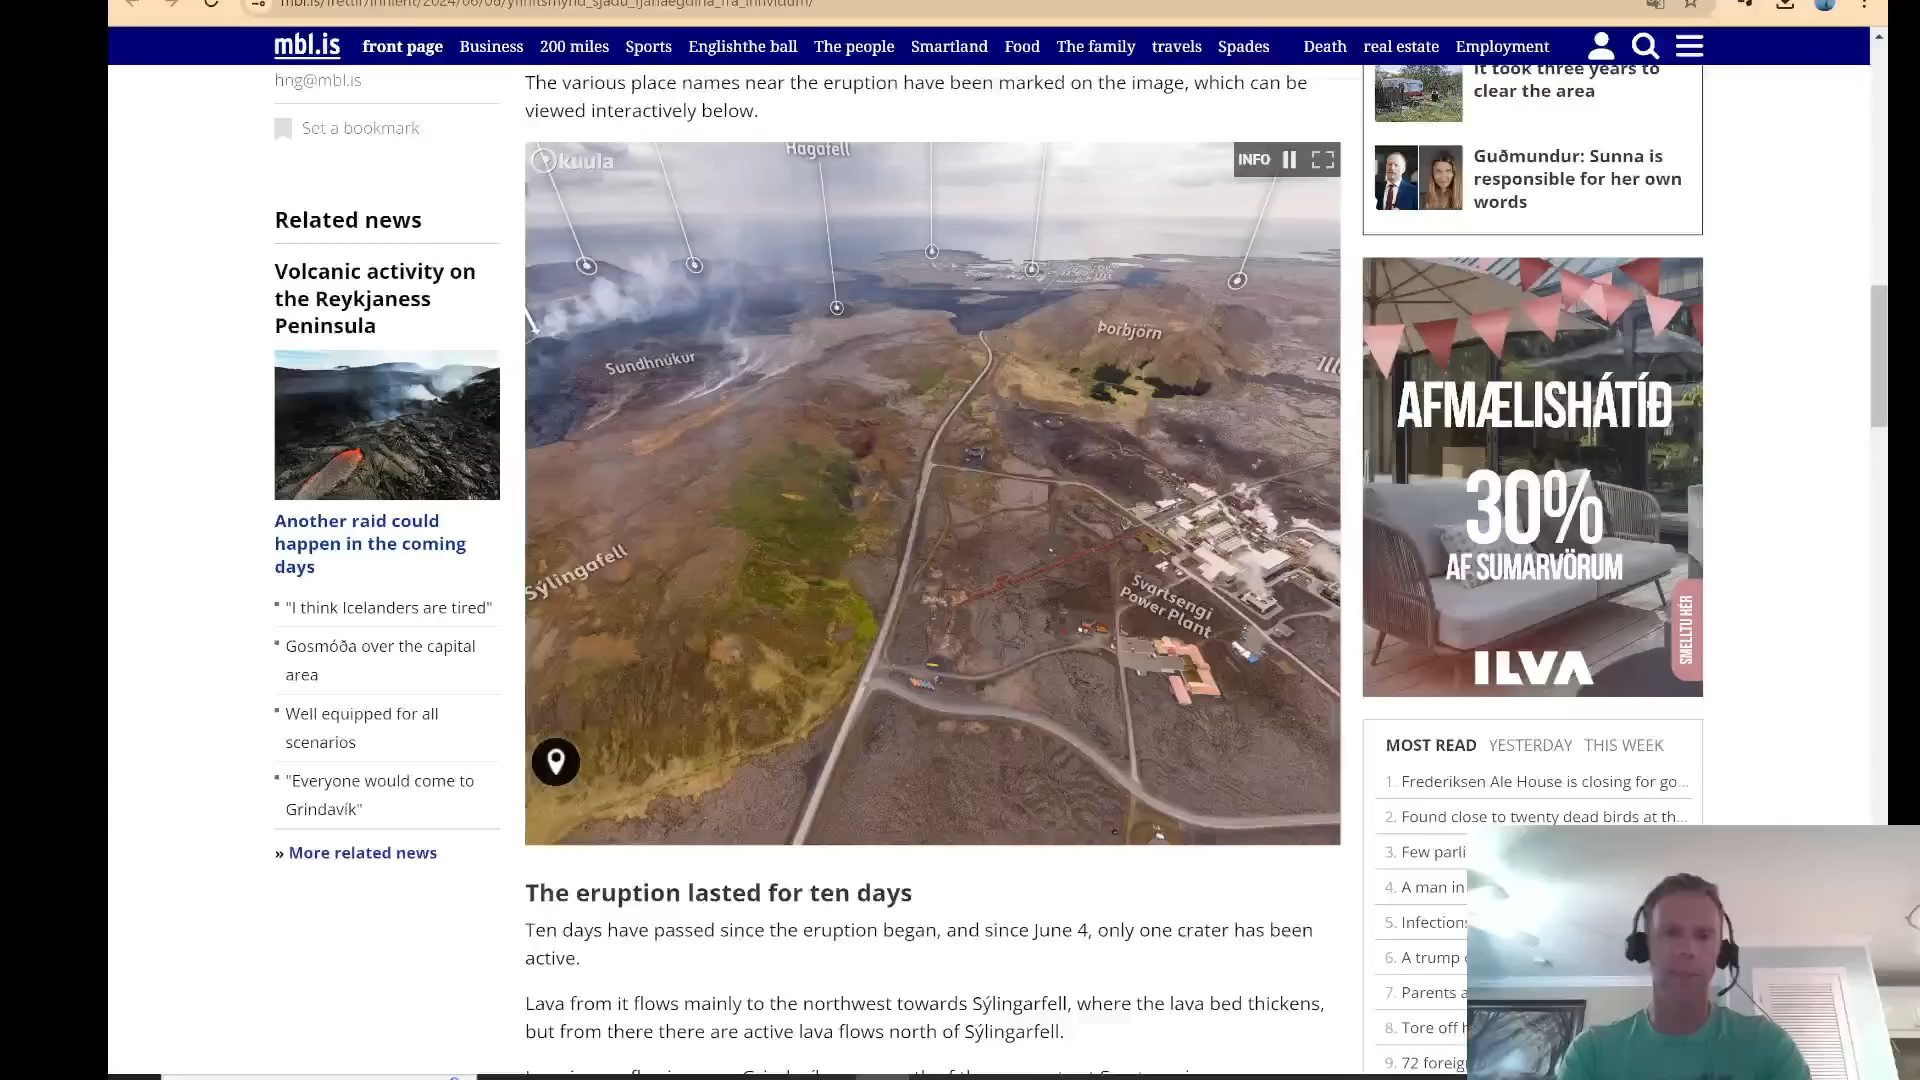 mbl.is/frettir/innlent/2024/06/06/yfirlitsmynd_sjadu_fjarlaegdina_fra_innvidum/
mbl.is front page Business 200 miles Sports Englishthe ball The people Smartland Food The family travels Spades Death real estate Employment
hng@mbl.is
Set a bookmark
Related news
Volcanic activity on
the Reykjaness
Peninsula
Another raid could
happen in the coming
days
"I think Icelanders are tired"
Gosmóða over the capital
area
Well equipped for all
scenarios
"Everyone would come to
Grindavík"
» More related news
The various place names near the eruption have been marked on the image, which can be
viewed interactively below.
kuula
Hagafell
INFO
Sundhnúkur
Þorbjörn
Sýlingafell
Svartsengi
Power Plant
The eruption lasted for ten days
Ten days have passed since the eruption began, and since June 4, only one crater has been
active.
Lava from it flows mainly to the northwest towards Sýlingarfell, where the lava bed thickens,
but from there there are active lava flows north of Sýlingarfell.
It took three years to
clear the area
Guðmundur: Sunna is
responsible for her own
words
AFMÆLISHÁTÍÐ
30%
AF SUMARVÖRUM
SMELLTU HÉR
ILVA
MOST READ YESTERDAY THIS WEEK
1. Frederiksen Ale House is closing for go...
2. Found close to twenty dead birds at th...
3. Few parli
4. A man in
5. Infections
6. A trump
7. Parents a
8. Tore off
9. 72 foreig